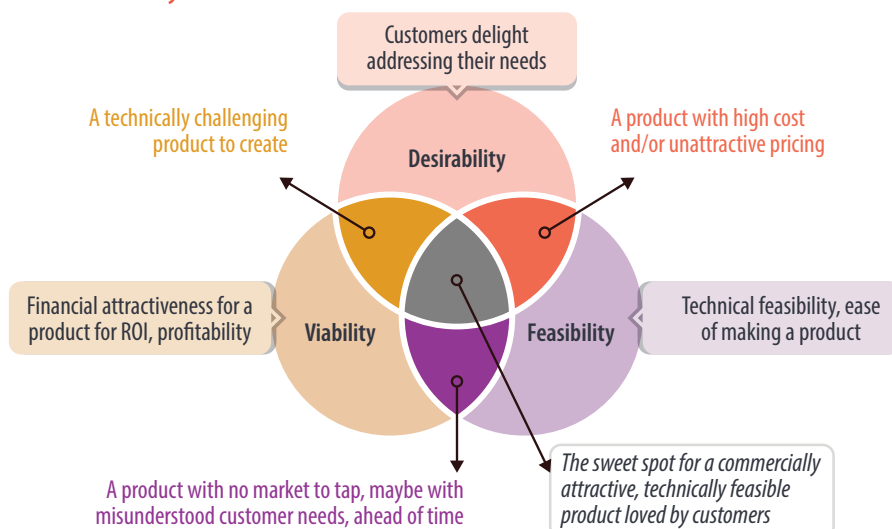 Customers delight
addressing their needs
A technically challenging
product to create
A product with high cost
and/or unattractive pricing
Desirability
Financial attractiveness for a
product for ROI, profitability
Viability
Feasibility
Technical feasibility, ease
of making a product
A product with no market to tap, maybe with
misunderstood customer needs, ahead of time
The sweet spot for a commercially
attractive, technically feasible
product loved by customers